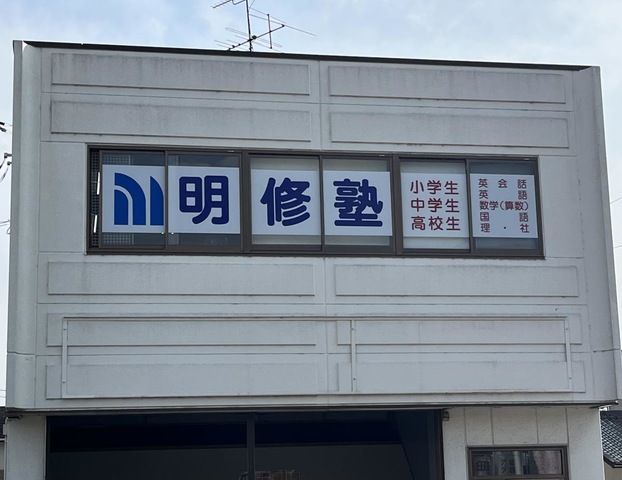 明修塾
小学生
中学生
高校生
英会話
英語
数学(算数)
国語
理・社